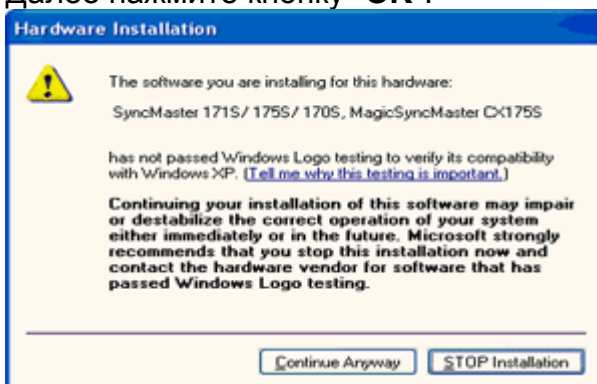 Далее нажмите кнопку "OK".
Hardware Installation
The software you are installing for this hardware:
SyncMaster 171S/ 175S/ 170S, MagicSyncMaster CX175S
has not passed Windows Logo testing to verify its compatibility
with Windows XP. (Tell me why this testing is important.)
Continuing your installation of this software may impair
or destabilize the correct operation of your system
either immediately or in the future. Microsoft strongly
recommends that you stop this installation now and
contact the hardware vendor for software that has
passed Windows Logo testing.
Continue Anyway
STOP Installation